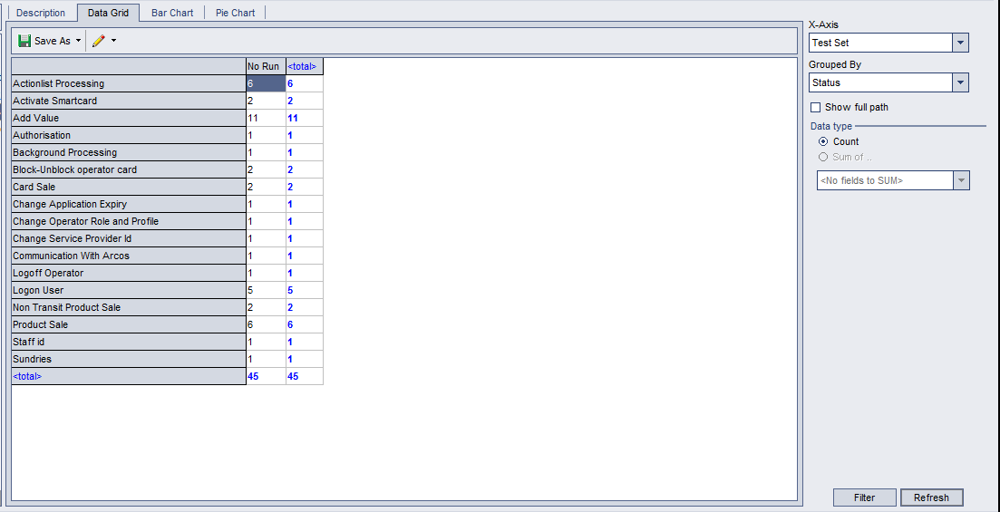 Description Data Grid Bar Chart Pie Chart
Save As
No Run <total>
Actionlist Processing 6 6
Activate Smartcard 2 2
Add Value 11 11
Authorisation 1 1
Background Processing 1 1
Block-Unblock operator card 2 2
Card Sale 2 2
Change Application Expiry 1 1
Change Operator Role and Profile 1 1
Change Service Provider Id 1 1
Communication With Arcos 1 1
Logoff Operator 1 1
Logon User 5 5
Non Transit Product Sale 2 2
Product Sale 6 6
Staff id 1 1
Sundries 1 1
<total> 45 45
X-Axis
Test Set
Grouped By
Status
Show full path
Data type
Count
Sum of ..
<No fields to SUM>
Filter Refresh